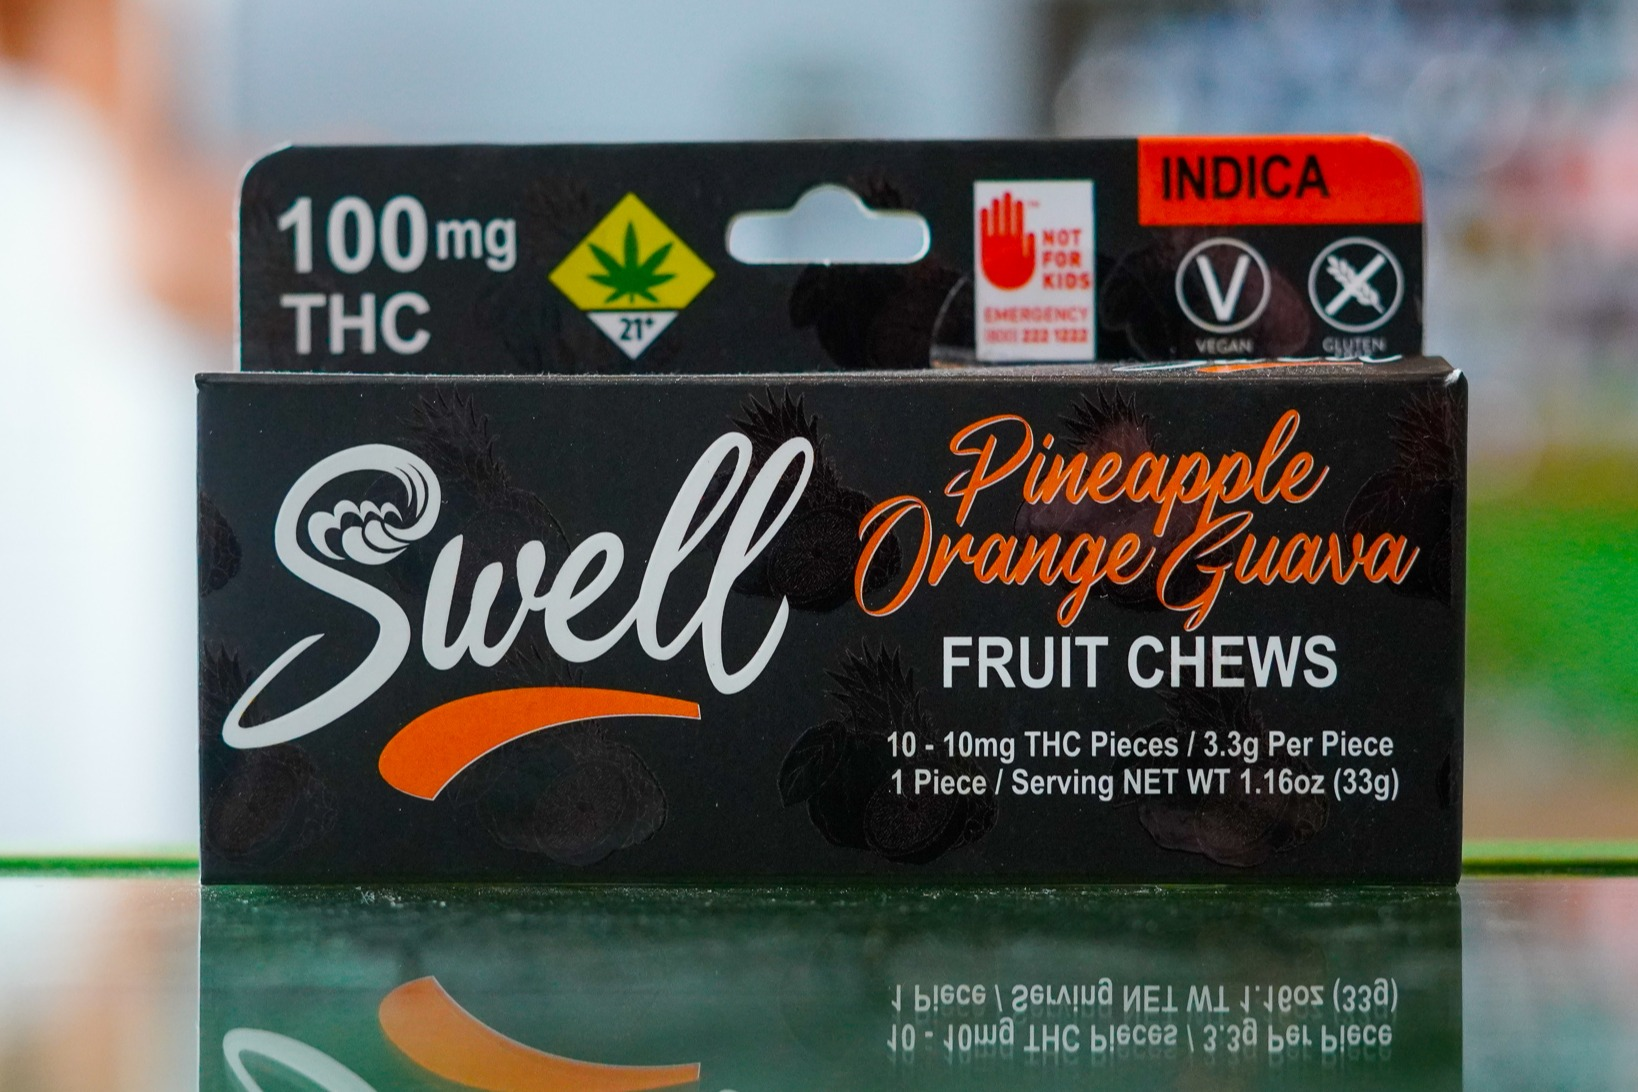 100mg
THC
21+
NOT
FOR
KIDS™
EMERGENCY
(800) 222 1222
INDICA
V
VEGAN
GLUTEN
Swell
Pineapple
Orange Guava
FRUIT CHEWS
10 - 10mg THC Pieces / 3.3g Per Piece
1 Piece / Serving NET WT 1.16oz (33g)